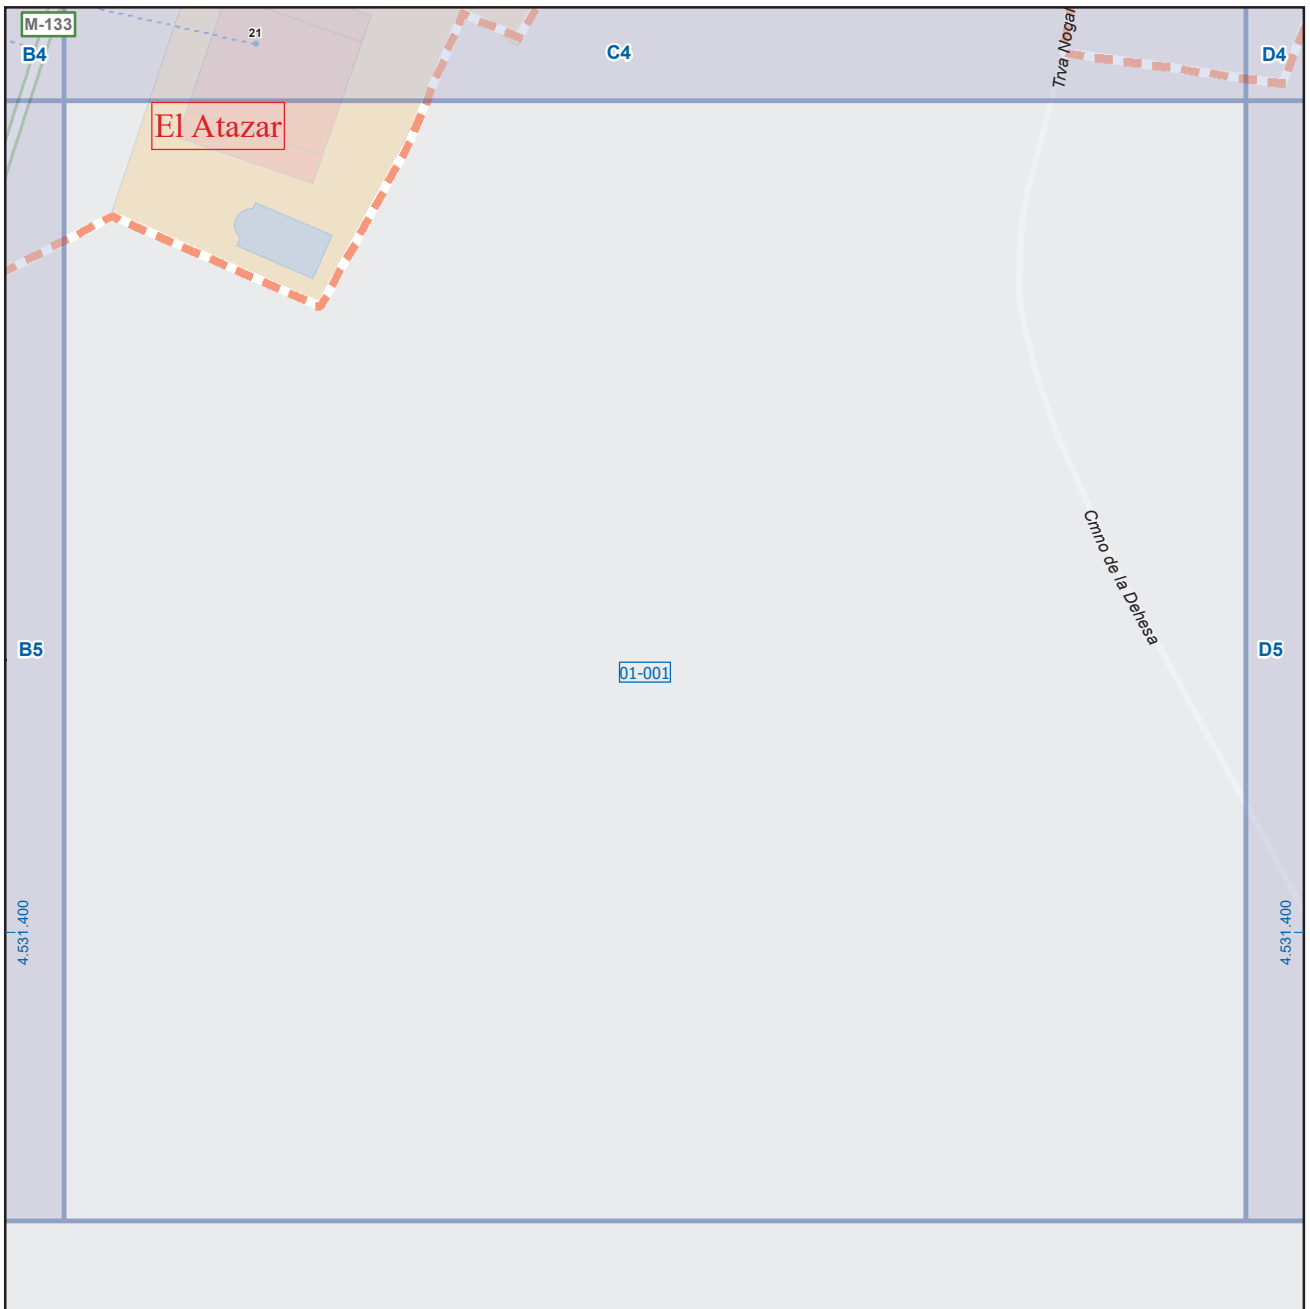 M-133
21
B4
C4
Trva Nogal
D4
El Atazar
Cmno de la Dehesa
B5
01-001
D5
4.531.400
4.531.400